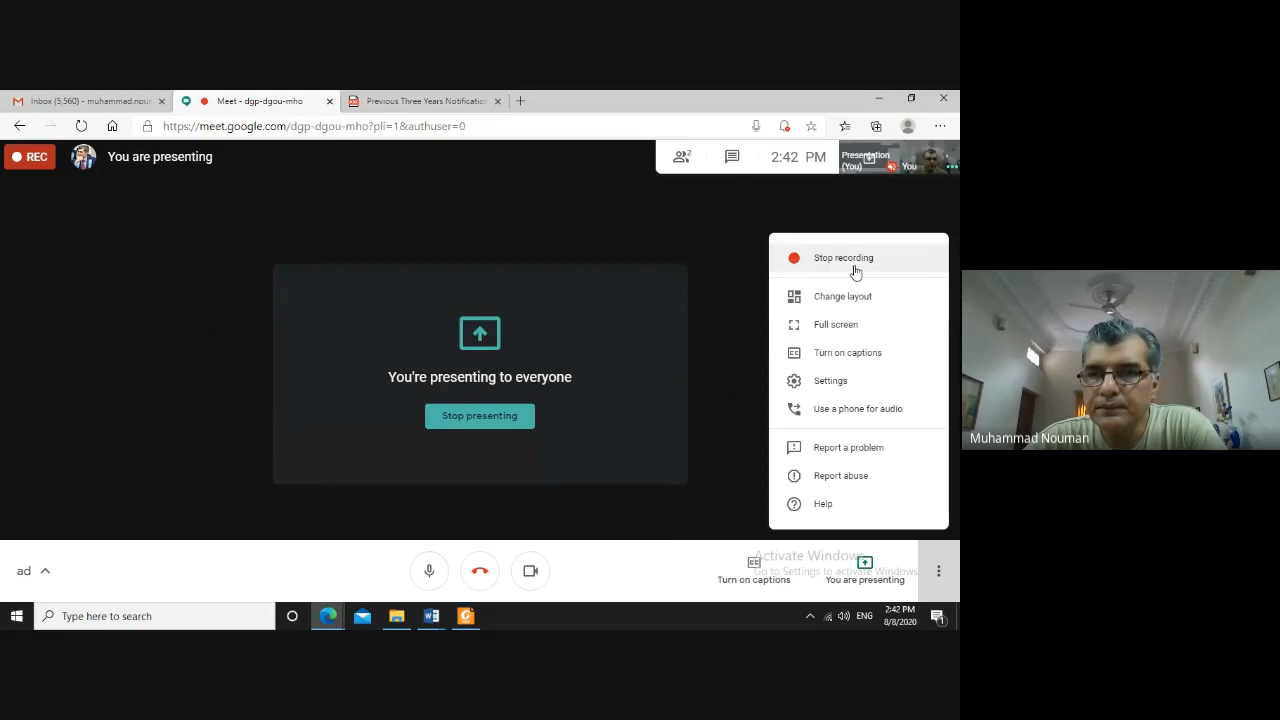 Inbox (5,560) - muhammad.nour
Meet - dgp-dgou-mho
Previous Three Years Notification
https://meet.google.com/dgp-dgou-mho?pli=1&authuser=0
REC
You are presenting
2
2:42 PM
Presentation
(You)
You
Stop recording
Change layout
Full screen
You're presenting to everyone
Turn on captions
Settings
Stop presenting
Use a phone for audio
Muhammad Nouman
Report a problem
Report abuse
Help
Activate Windows
Go to Settings to activate Windows.
ad
Turn on captions
You are presenting
Type here to search
ENG
2:42 PM
8/8/2020
1